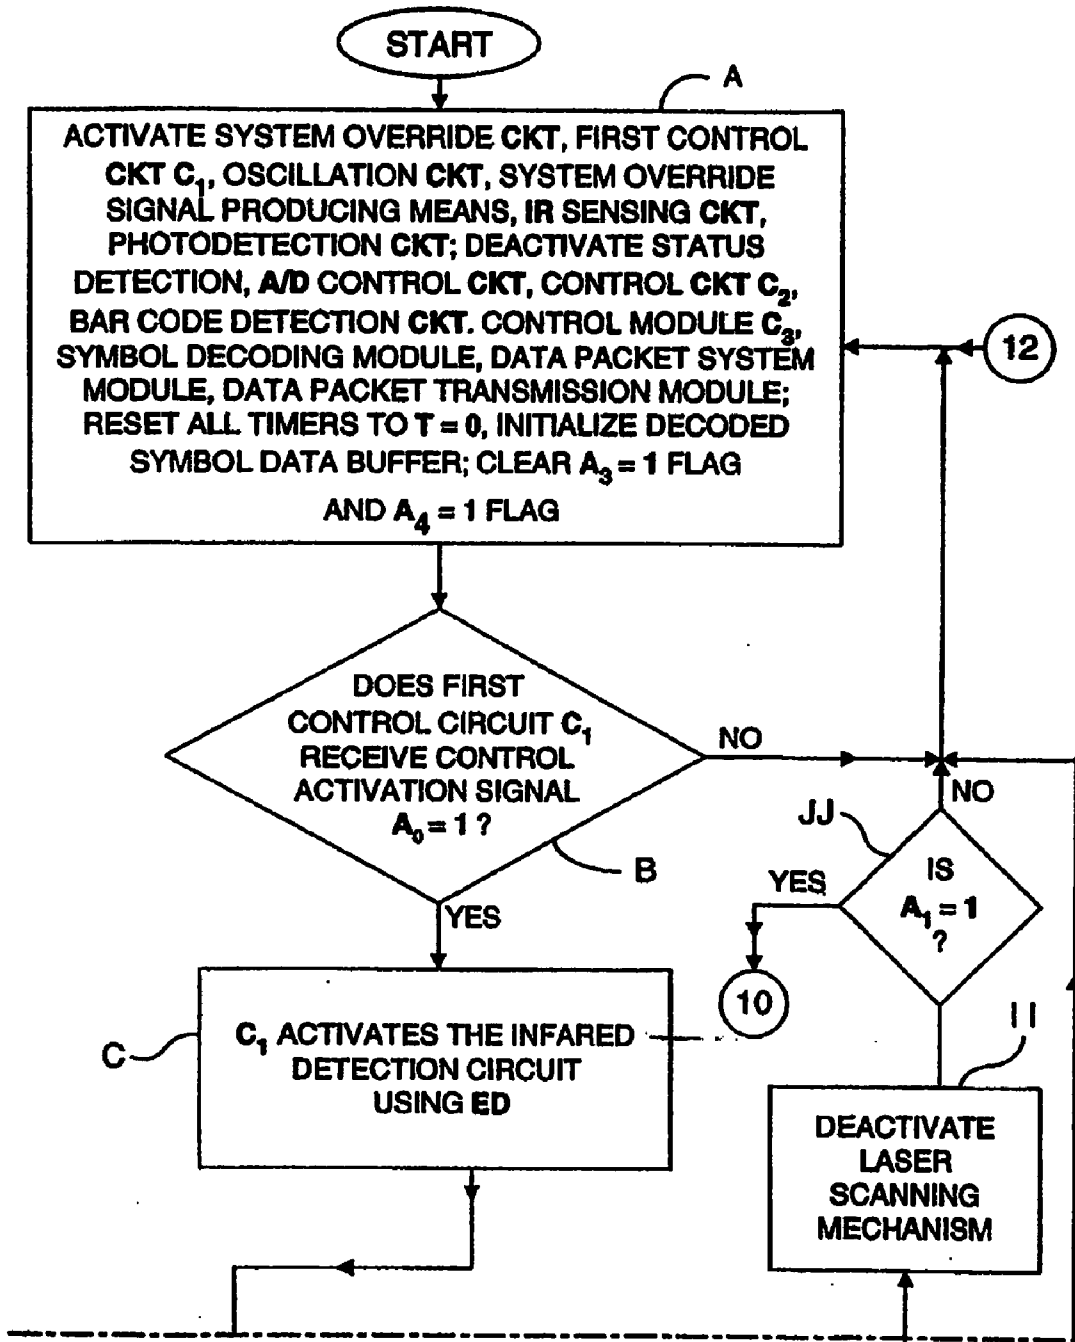 START
A
ACTIVATE SYSTEM OVERRIDE CKT, FIRST CONTROL
CKT C₁, OSCILLATION CKT, SYSTEM OVERRIDE
SIGNAL PRODUCING MEANS, IR SENSING CKT,
PHOTODETECTION CKT; DEACTIVATE STATUS
DETECTION, A/D CONTROL CKT, CONTROL CKT C₂,
BAR CODE DETECTION CKT. CONTROL MODULE C₃,
SYMBOL DECODING MODULE, DATA PACKET SYSTEM
MODULE, DATA PACKET TRANSMISSION MODULE;
RESET ALL TIMERS TO T = 0, INITIALIZE DECODED
SYMBOL DATA BUFFER; CLEAR A₃ = 1 FLAG
AND A₄ = 1 FLAG
12
DOES FIRST
CONTROL CIRCUIT C₁
RECEIVE CONTROL
ACTIVATION SIGNAL
A₀ = 1 ?
NO
B
YES
NO
JJ
IS
A₁ = 1
?
YES
10
C
C₁ ACTIVATES THE INFARED
DETECTION CIRCUIT
USING ED
II
DEACTIVATE
LASER
SCANNING
MECHANISM